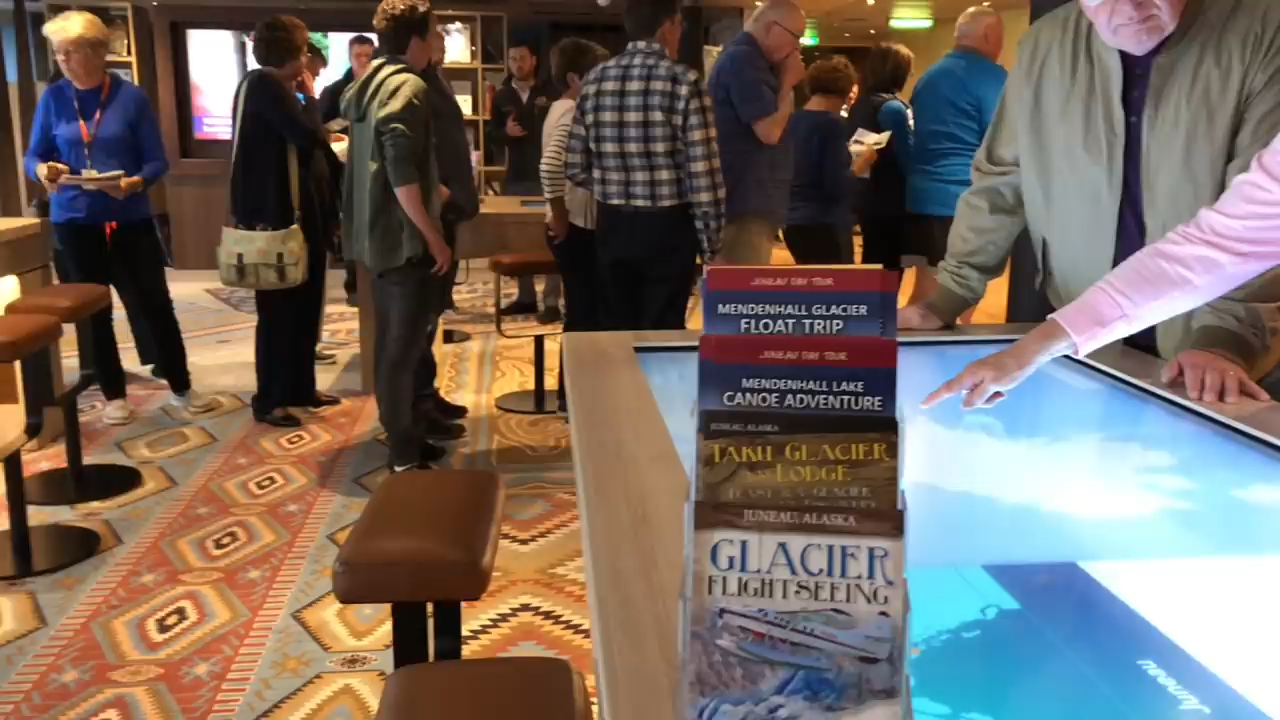 JUNEAU DAY TOUR
MENDENHALL GLACIER
FLOAT TRIP
JUNEAU DAY TOUR
MENDENHALL LAKE
CANOE ADVENTURE
JUNEAU, ALASKA
TAKU GLACIER
LODGE
JUNEAU, ALASKA
GLACIER
FLIGHTSEEING
Juneau